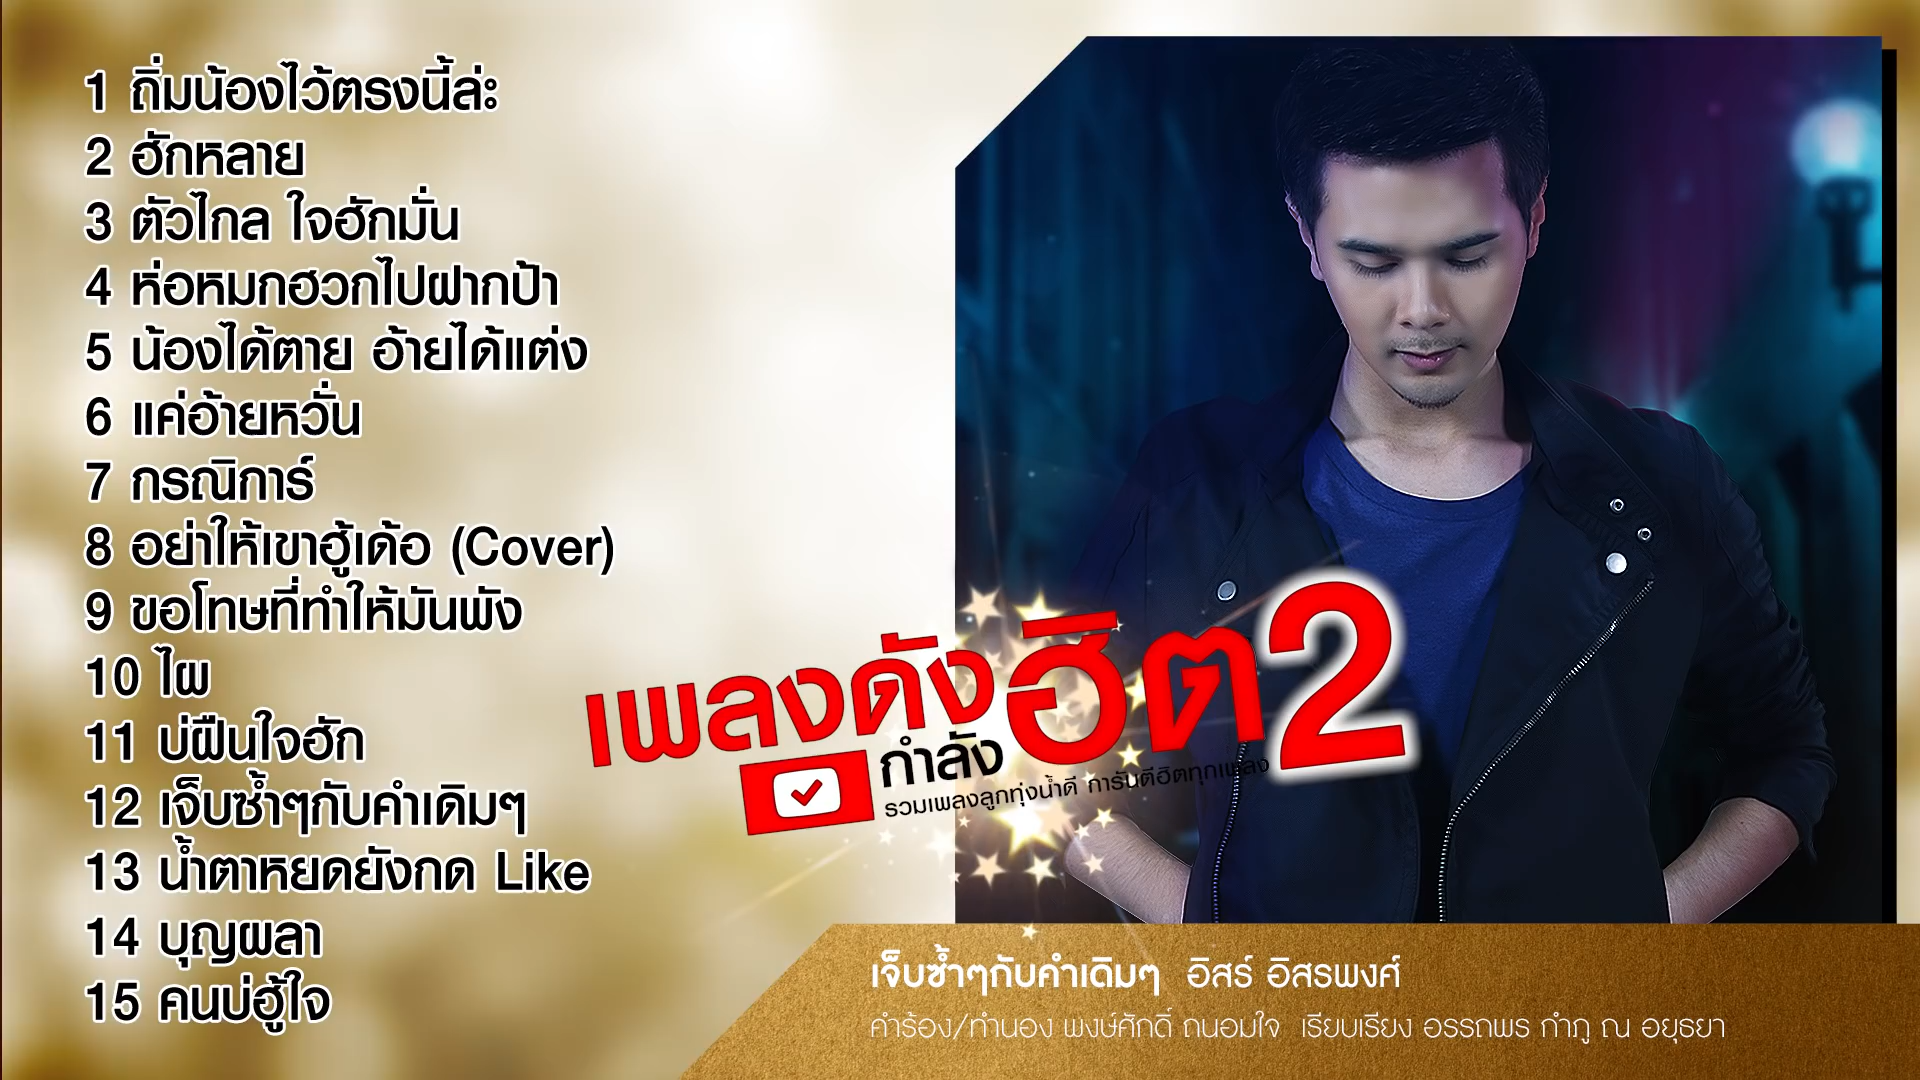 1 ถิ่มน้องไว้ตรงนี้ล่ะ
2 ฮักหลาย
3 ตัวไกล ใจฮักมั่น
4 ห่อหมกฮวกไปฝากป้า
5 น้องได้ตาย อ้ายได้แต่ง
6 แค่อ้ายหวั่น
7 กรณิการ์
8 อย่าให้เขาฮู้เด้อ (Cover)
9 ขอโทษที่ทำให้มันพัง
10 ไผ
11 บ่ฝืนใจฮัก
12 เจ็บซ้ำๆกับคำเดิมๆ
13 น้ำตาหยดยังกด Like
14 บุญผลา
15 คนบ่ฮู้ใจ
เพลงดังฮิต2
กำลัง
รวมเพลงลูกทุ่งน้ำดี การันตีฮิตทุกเพลง
เจ็บซ้ำๆกับคำเดิมๆ อิสร์ อิสรพงศ์
คำร้อง/ทำนอง พงษ์ศักดิ์ ถนอมใจ เรียบเรียง อรรถพร กำภู ณ อยุธยา